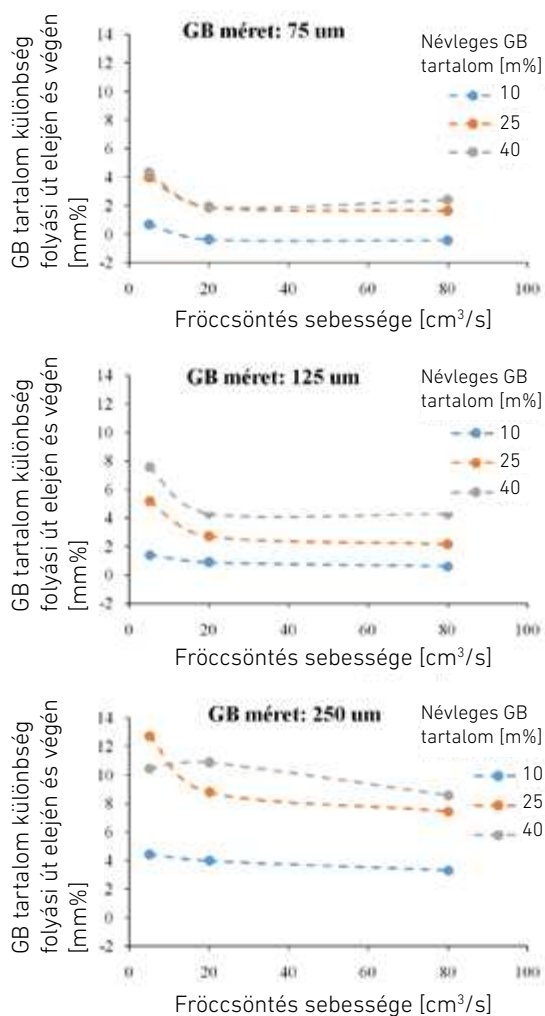 GB méret: 75 um
Névleges GB
tartalom [m%]
10
25
40
GB tartalom különbség
folyási út elején és végén
[mm%]
14
12
10
8
6
4
2
0
-2
0 20 40 60 80 100
Fröccsöntés sebessége [cm³/s]
GB méret: 125 um
Névleges GB
tartalom [m%]
10
25
40
GB tartalom különbség
folyási út elején és végén
[mm%]
14
12
10
8
6
4
2
0
-2
0 20 40 60 80 100
Fröccsöntés sebessége [cm³/s]
GB méret: 250 um
Névleges GB
tartalom [m%]
10
25
40
GB tartalom különbség
folyási út elején és végén
[mm%]
14
12
10
8
6
4
2
0
-2
0 20 40 60 80 100
Fröccsöntés sebessége [cm³/s]